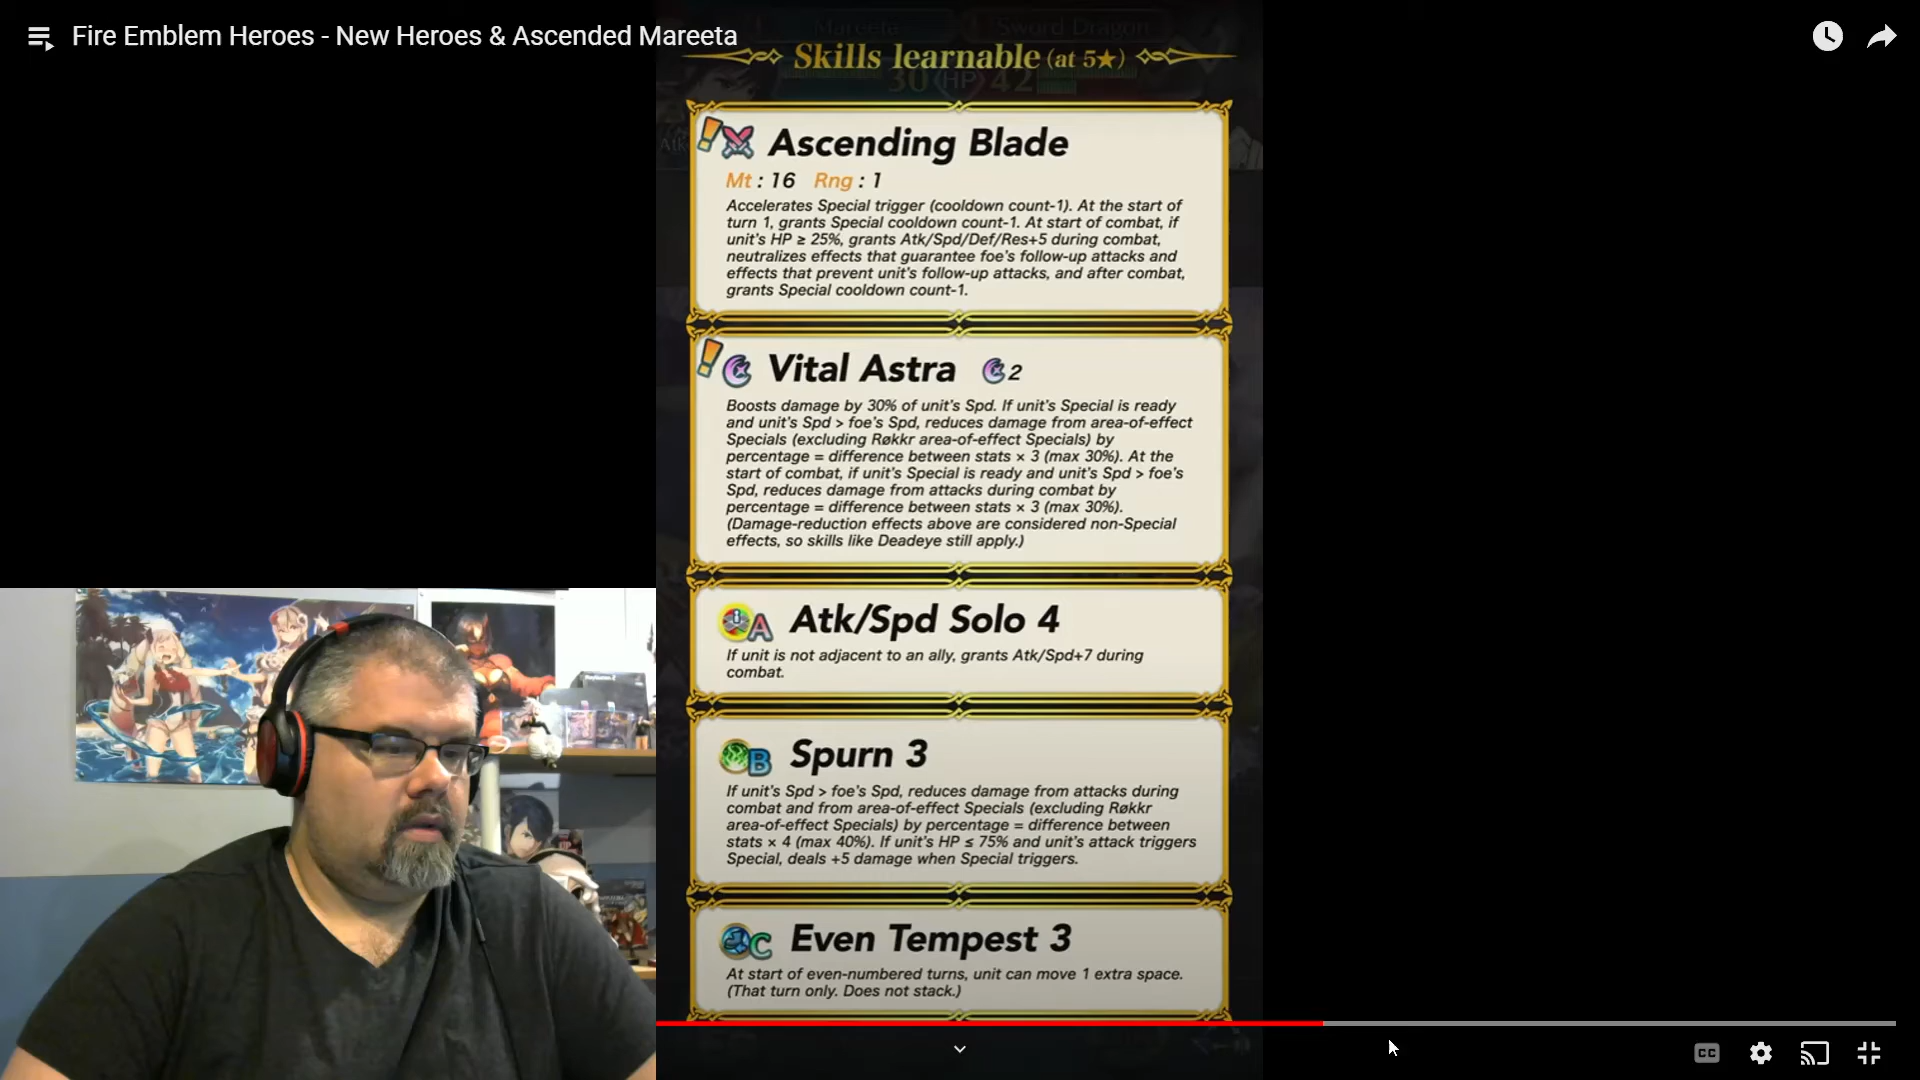 Fire Emblem Heroes - New Heroes & Ascended Mareeta
Mareeta
Sword Dragon
Skills learnable (at 5★)
30 HP 42
Ascending Blade
Mt : 16 Rng : 1
Accelerates Special trigger (cooldown count-1). At the start of
turn 1, grants Special cooldown count-1. At start of combat, if
unit's HP ≥ 25%, grants Atk/Spd/Def/Res+5 during combat,
neutralizes effects that guarantee foe's follow-up attacks and
effects that prevent unit's follow-up attacks, and after combat,
grants Special cooldown count-1.
Vital Astra 2
Boosts damage by 30% of unit's Spd. If unit's Special is ready
and unit's Spd > foe's Spd, reduces damage from area-of-effect
Specials (excluding Røkkr area-of-effect Specials) by
percentage = difference between stats × 3 (max 30%). At the
start of combat, if unit's Special is ready and unit's Spd > foe's
Spd, reduces damage from attacks during combat by
percentage = difference between stats × 3 (max 30%).
(Damage-reduction effects above are considered non-Special
effects, so skills like Deadeye still apply.)
A Atk/Spd Solo 4
If unit is not adjacent to an ally, grants Atk/Spd+7 during
combat.
B Spurn 3
If unit's Spd > foe's Spd, reduces damage from attacks during
combat and from area-of-effect Specials (excluding Røkkr
area-of-effect Specials) by percentage = difference between
stats × 4 (max 40%). If unit's HP ≤ 75% and unit's attack triggers
Special, deals +5 damage when Special triggers.
C Even Tempest 3
At start of even-numbered turns, unit can move 1 extra space.
(That turn only. Does not stack.)
CC